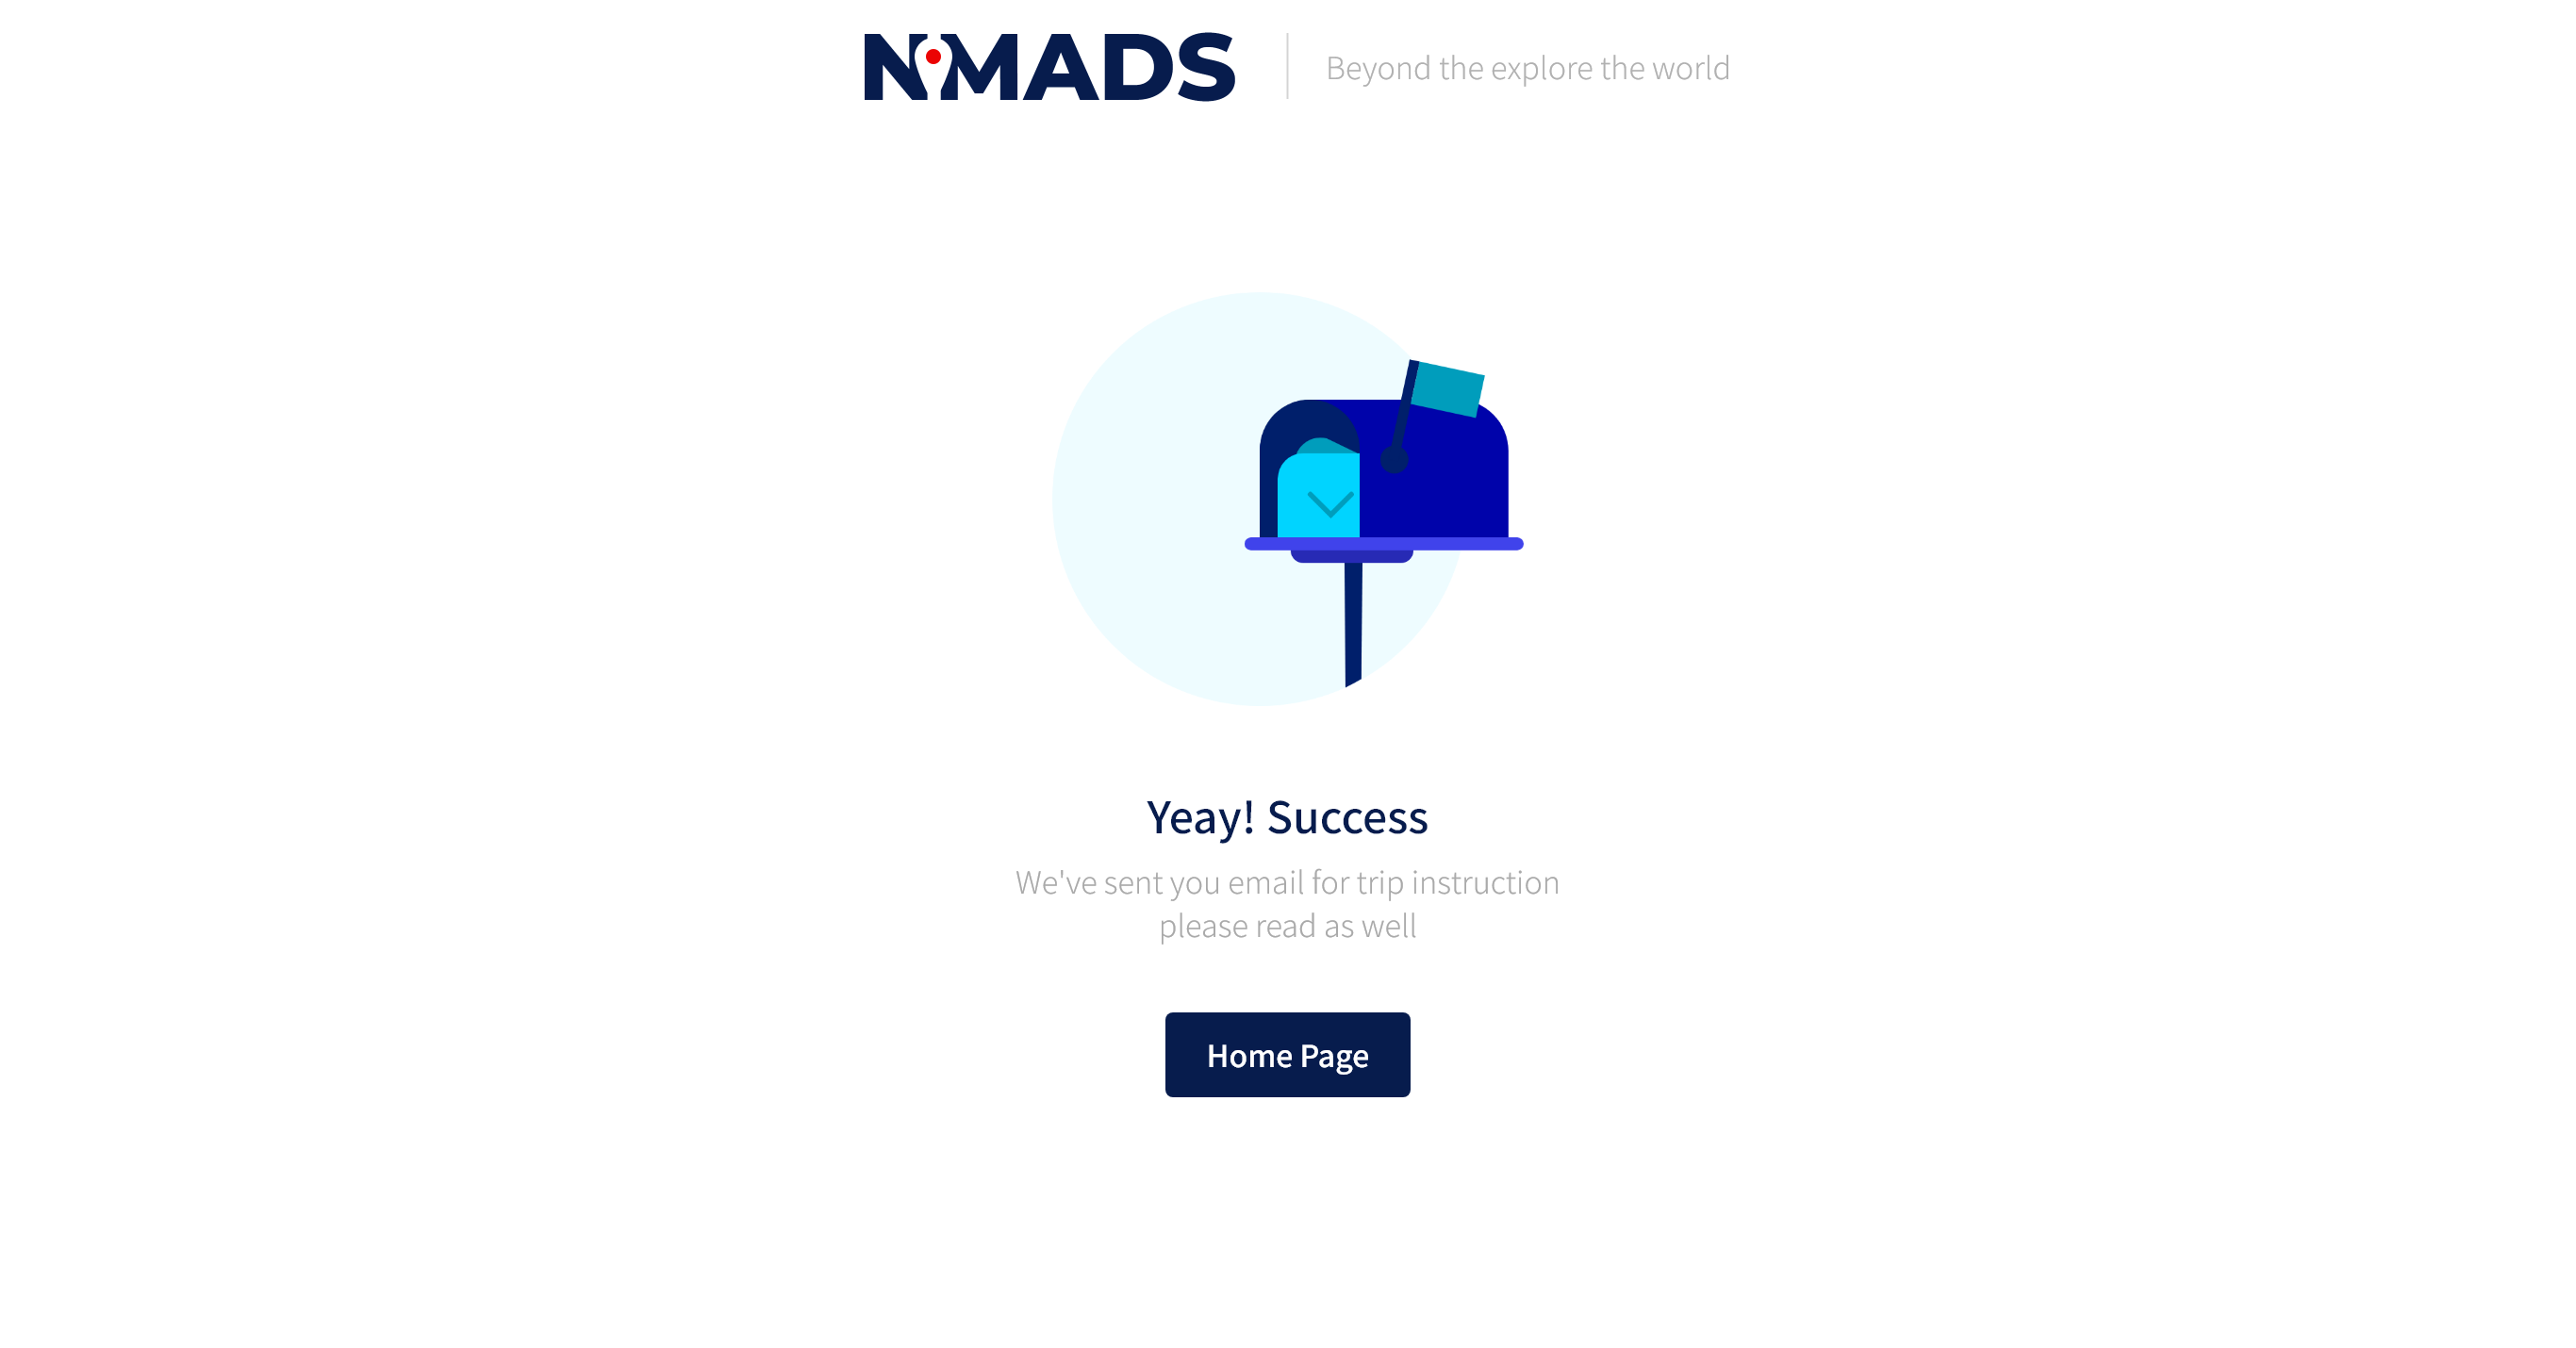 NOMADS
Beyond the explore the world
Yeay! Success
We've sent you email for trip instruction
please read as well
Home Page